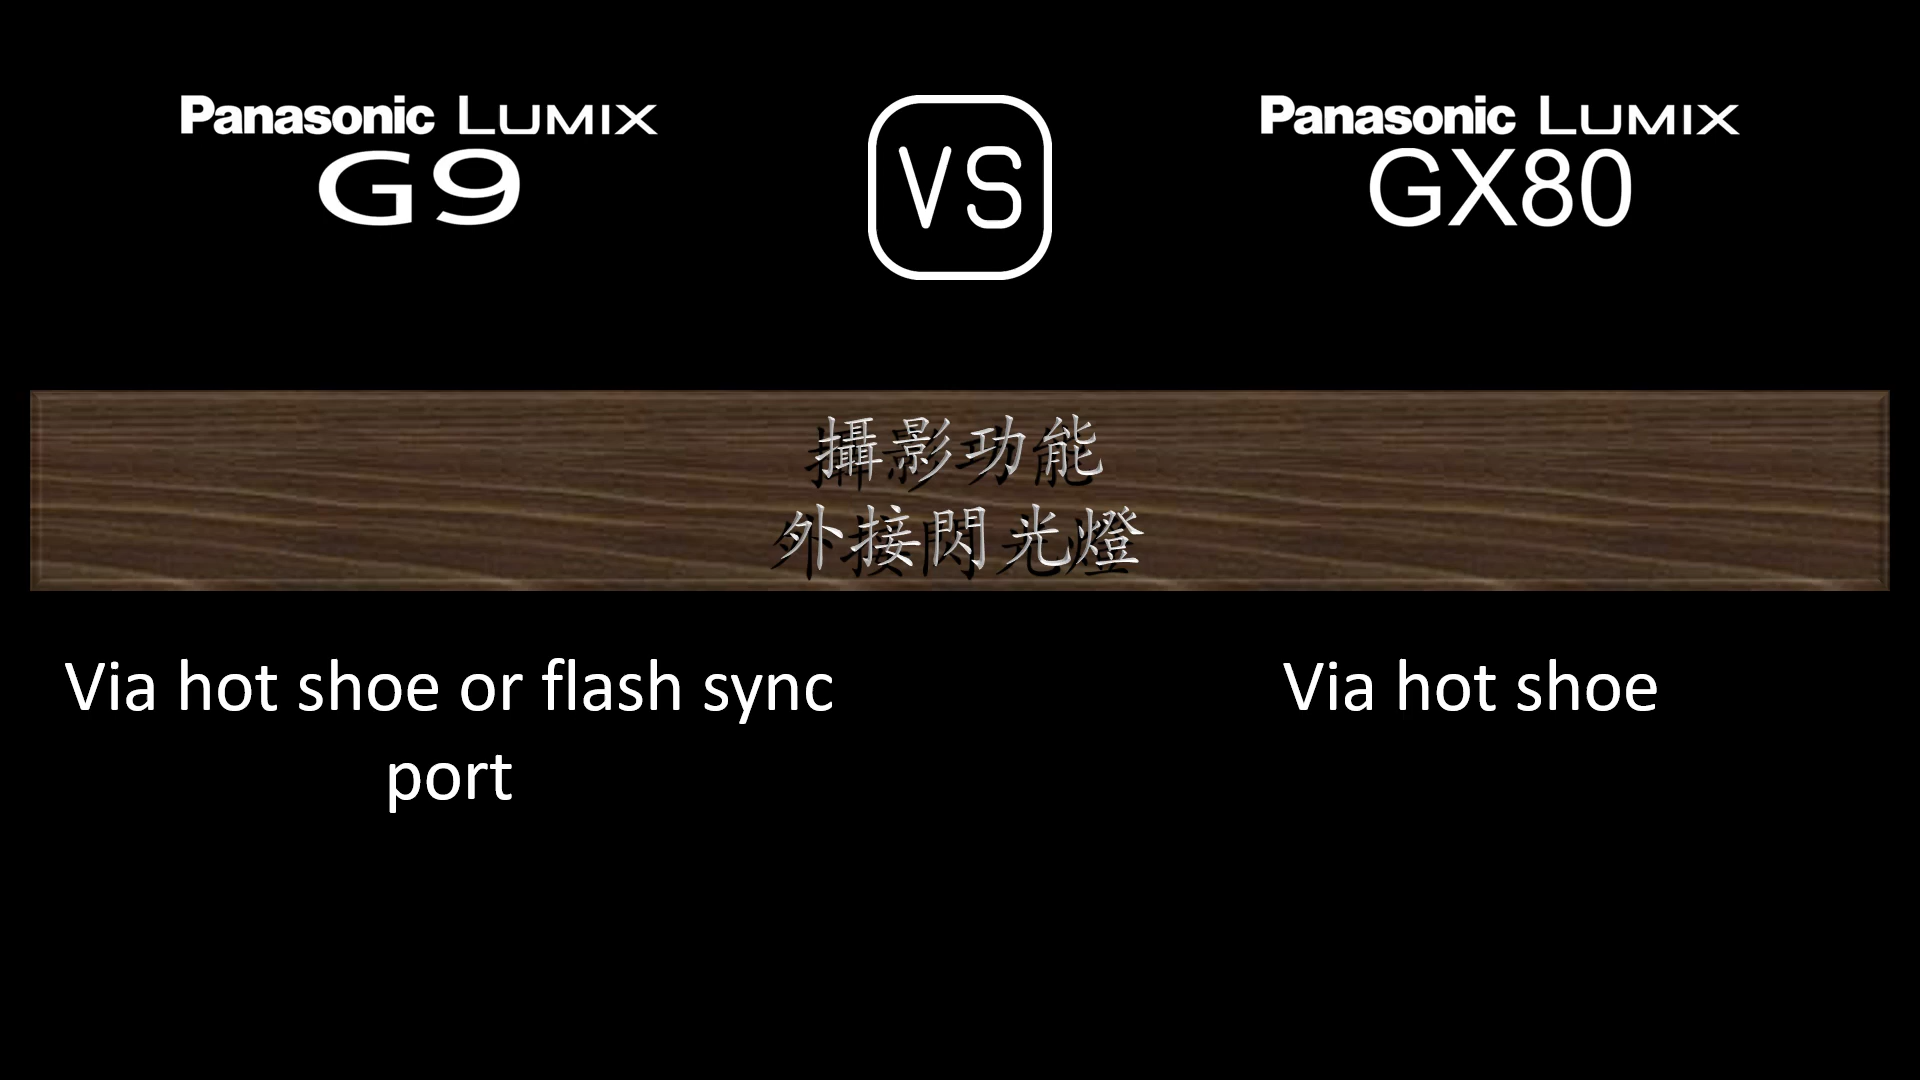 Panasonic LUMIX
G9
VS
Panasonic LUMIX
GX80
攝影功能
外接閃光燈
Via hot shoe or flash sync
port
Via hot shoe